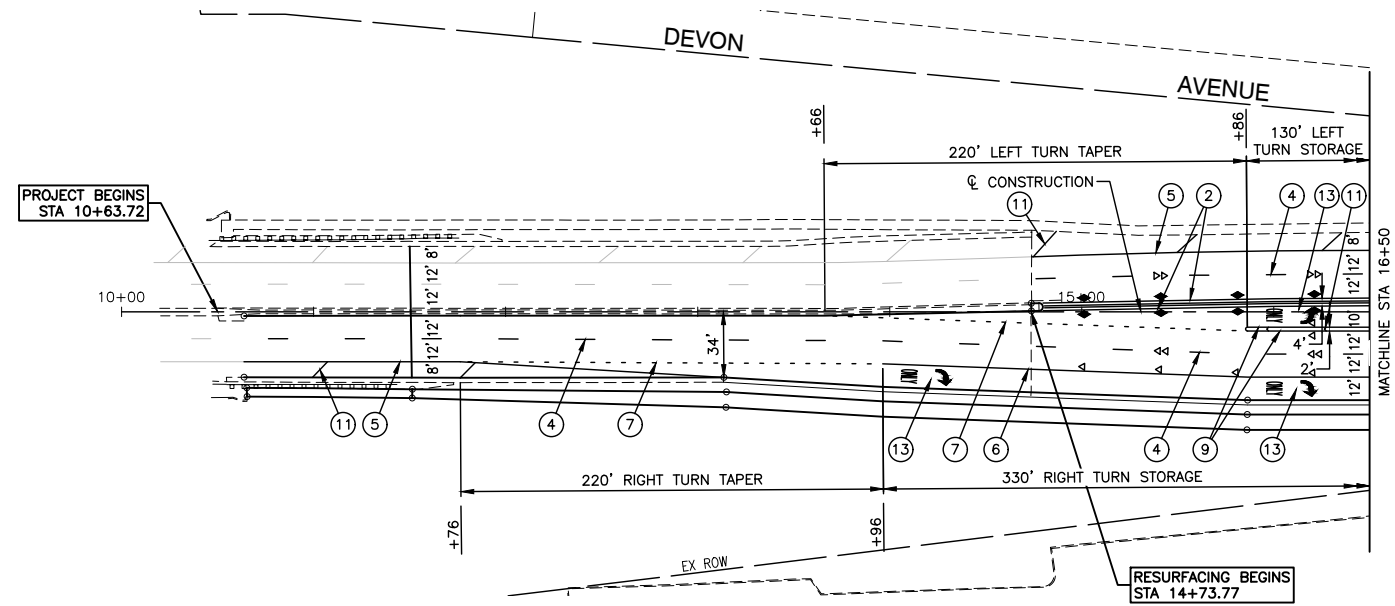 DEVON
AVENUE
+66
+86
220' LEFT TURN TAPER
130' LEFT
TURN STORAGE
℄ CONSTRUCTION
PROJECT BEGINS
STA 10+63.72
11
5
2
4
13
11
8'
12'
12'
10'
12'
12'
12'
8'
12'
12'
12'
12'
8'
10+00
15+00
34'
4'
2'
ONLY
ONLY
ONLY
MATCHLINE STA 16+50
11
5
4
7
13
7
6
4
9
13
220' RIGHT TURN TAPER
330' RIGHT TURN STORAGE
+76
+96
EX ROW
RESURFACING BEGINS
STA 14+73.77